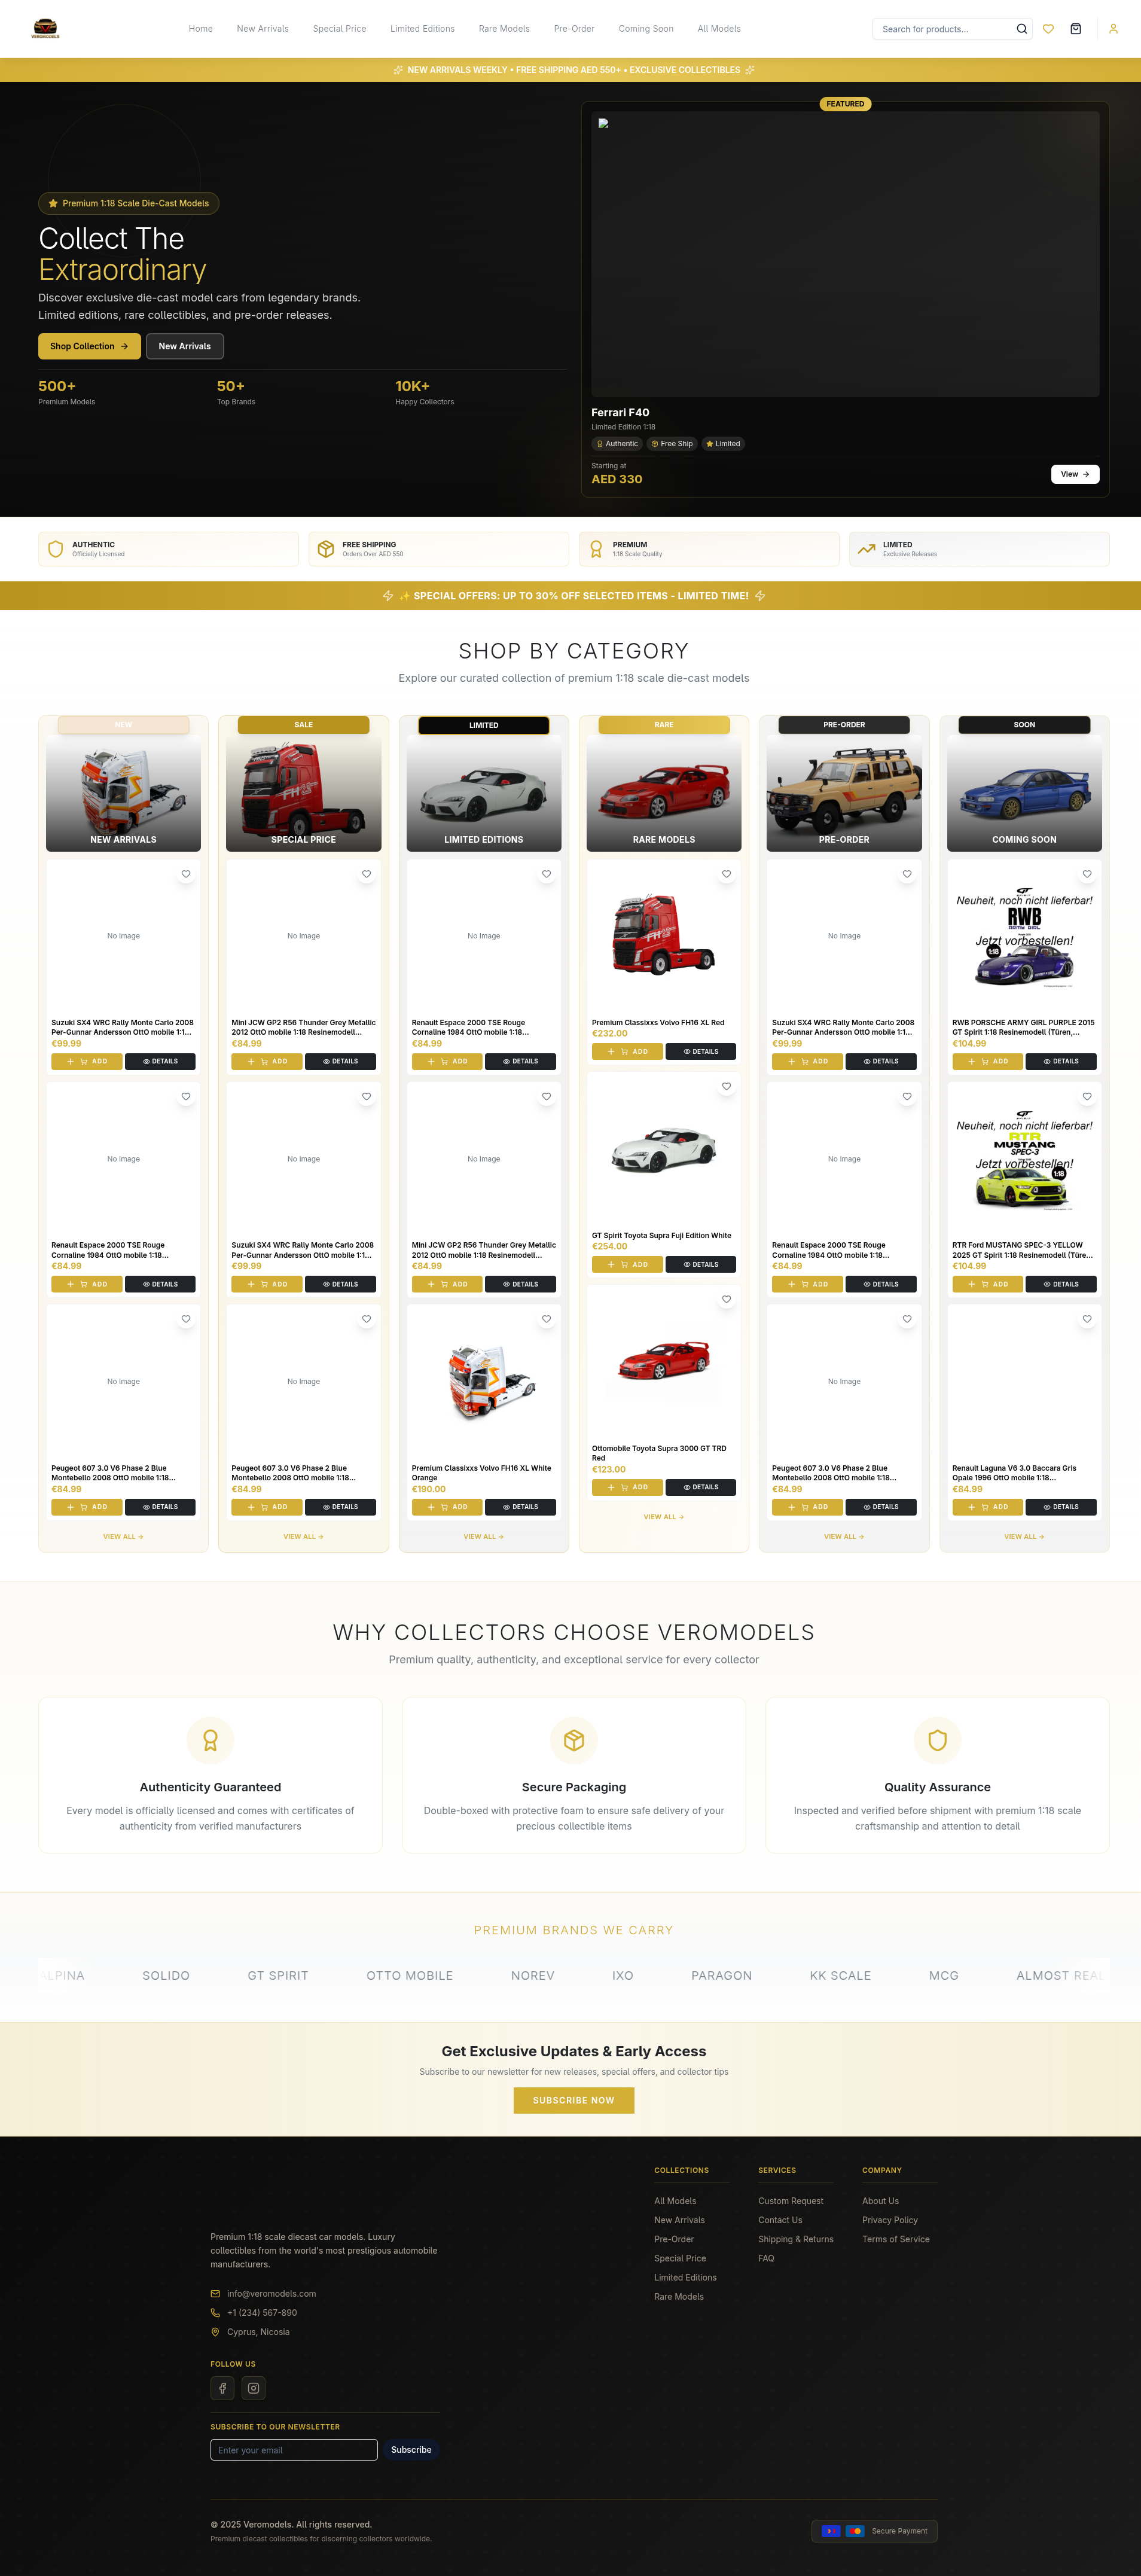 VEROMODELS
Home
New Arrivals
Special Price
Limited Editions
Rare Models
Pre-Order
Coming Soon
All Models
Search for products...
NEW ARRIVALS WEEKLY • FREE SHIPPING AED 550+ • EXCLUSIVE COLLECTIBLES
Premium 1:18 Scale Die-Cast Models
Collect The
Extraordinary
Discover exclusive die-cast model cars from legendary brands.
Limited editions, rare collectibles, and pre-order releases.
Shop Collection →
New Arrivals
500+
Premium Models
50+
Top Brands
10K+
Happy Collectors
FEATURED
Ferrari F40
Limited Edition 1:18
Authentic
Free Ship
Limited
Starting at
AED 330
View →
AUTHENTIC
Officially Licensed
FREE SHIPPING
Orders Over AED 550
PREMIUM
1:18 Scale Quality
LIMITED
Exclusive Releases
✨ SPECIAL OFFERS: UP TO 30% OFF SELECTED ITEMS - LIMITED TIME!
SHOP BY CATEGORY
Explore our curated collection of premium 1:18 scale die-cast models
NEW
NEW ARRIVALS
No Image
Suzuki SX4 WRC Rally Monte Carlo 2008
Per-Gunnar Andersson OttO mobile 1:1...
€99.99
ADD
DETAILS
No Image
Renault Espace 2000 TSE Rouge
Cornaline 1984 OttO mobile 1:18...
€84.99
ADD
DETAILS
No Image
Peugeot 607 3.0 V6 Phase 2 Blue
Montebello 2008 OttO mobile 1:18...
€84.99
ADD
DETAILS
VIEW ALL →
SALE
SPECIAL PRICE
No Image
Mini JCW GP2 R56 Thunder Grey Metallic
2012 OttO mobile 1:18 Resinemodell...
€84.99
ADD
DETAILS
No Image
Suzuki SX4 WRC Rally Monte Carlo 2008
Per-Gunnar Andersson OttO mobile 1:1...
€99.99
ADD
DETAILS
No Image
Peugeot 607 3.0 V6 Phase 2 Blue
Montebello 2008 OttO mobile 1:18...
€84.99
ADD
DETAILS
VIEW ALL →
LIMITED
LIMITED EDITIONS
No Image
Renault Espace 2000 TSE Rouge
Cornaline 1984 OttO mobile 1:18...
€84.99
ADD
DETAILS
No Image
Mini JCW GP2 R56 Thunder Grey Metallic
2012 OttO mobile 1:18 Resinemodell...
€84.99
ADD
DETAILS
Premium Classixxs Volvo FH16 XL White
Orange
€190.00
ADD
DETAILS
VIEW ALL →
RARE
RARE MODELS
Premium Classixxs Volvo FH16 XL Red
€232.00
ADD
DETAILS
GT Spirit Toyota Supra Fuji Edition White
€254.00
ADD
DETAILS
Ottomobile Toyota Supra 3000 GT TRD
Red
€123.00
ADD
DETAILS
VIEW ALL →
PRE-ORDER
PRE-ORDER
No Image
Suzuki SX4 WRC Rally Monte Carlo 2008
Per-Gunnar Andersson OttO mobile 1:1...
€99.99
ADD
DETAILS
No Image
Renault Espace 2000 TSE Rouge
Cornaline 1984 OttO mobile 1:18...
€84.99
ADD
DETAILS
No Image
Peugeot 607 3.0 V6 Phase 2 Blue
Montebello 2008 OttO mobile 1:18...
€84.99
ADD
DETAILS
VIEW ALL →
SOON
COMING SOON
GT SPIRIT
Neuheit, noch nicht lieferbar!
RWB
ARMY GIRL
Jetzt vorbestellen!
1:18
RWB PORSCHE ARMY GIRL PURPLE 2015
GT Spirit 1:18 Resinemodell (Türen,...
€104.99
ADD
DETAILS
GT SPIRIT
Neuheit, noch nicht lieferbar!
RTR
MUSTANG
SPEC-3
Jetzt vorbestellen!
1:18
RTR Ford MUSTANG SPEC-3 YELLOW
2025 GT Spirit 1:18 Resinemodell (Türe...
€104.99
ADD
DETAILS
Renault Laguna V6 3.0 Baccara Gris
Opale 1996 OttO mobile 1:18...
€84.99
ADD
DETAILS
VIEW ALL →
WHY COLLECTORS CHOOSE VEROMODELS
Premium quality, authenticity, and exceptional service for every collector
Authenticity Guaranteed
Every model is officially licensed and comes with certificates of
authenticity from verified manufacturers
Secure Packaging
Double-boxed with protective foam to ensure safe delivery of your
precious collectible items
Quality Assurance
Inspected and verified before shipment with premium 1:18 scale
craftsmanship and attention to detail
PREMIUM BRANDS WE CARRY
ALPINA
SOLIDO
GT SPIRIT
OTTO MOBILE
NOREV
IXO
PARAGON
KK SCALE
MCG
ALMOST REAL
Get Exclusive Updates & Early Access
Subscribe to our newsletter for new releases, special offers, and collector tips
SUBSCRIBE NOW
Premium 1:18 scale diecast car models. Luxury
collectibles from the world's most prestigious automobile
manufacturers.
info@veromodels.com
+1 (234) 567-890
Cyprus, Nicosia
FOLLOW US
SUBSCRIBE TO OUR NEWSLETTER
Enter your email
Subscribe
COLLECTIONS
All Models
New Arrivals
Pre-Order
Special Price
Limited Editions
Rare Models
SERVICES
Custom Request
Contact Us
Shipping & Returns
FAQ
COMPANY
About Us
Privacy Policy
Terms of Service
© 2025 Veromodels. All rights reserved.
Premium diecast collectibles for discerning collectors worldwide.
Secure Payment